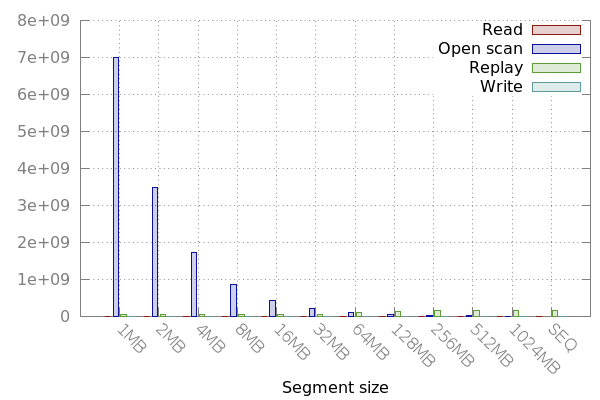 8e+09
7e+09
6e+09
5e+09
4e+09
3e+09
2e+09
1e+09
0
Read
Open scan
Replay
Write
1MB
2MB
4MB
8MB
16MB
32MB
64MB
128MB
256MB
512MB
1024MB
SEQ
Segment size